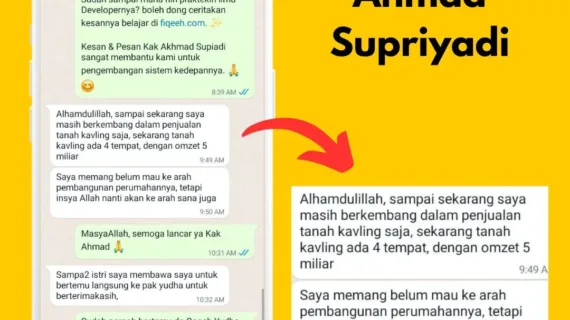 Sudah sampai mana nih praktekin ilmu
Developernya? boleh dong ceritakan
kesannya belajar di fiqeeh.com. ✨
Kesan & Pesan Kak Akhmad Supiadi
sangat membantu kami untuk
pengembangan sistem kedepannya. 🙏
😊
8:39 AM
Alhamdulillah, sampai sekarang saya
masih berkembang dalam penjualan
tanah kavling saja, sekarang tanah
kavling ada 4 tempat, dengan omzet 5
miliar
9:49 AM
Saya memang belum mau ke arah
pembangunan perumahannya, tetapi
insya Allah nanti akan ke arah sana juga
9:50 AM
MasyaAllah, semoga lancar ya Kak
Ahmad 🙏
10:21 AM
Sampa2 istri saya membawa saya untuk
bertemu langsung ke pak yudha untuk
berterimakasih,
10:32 AM
Ahmad
Supriyadi
Alhamdulillah, sampai sekarang saya
masih berkembang dalam penjualan
tanah kavling saja, sekarang tanah
kavling ada 4 tempat, dengan omzet 5
miliar
9:49 A
Saya memang belum mau ke arah
pembangunan perumahannya, tetapi